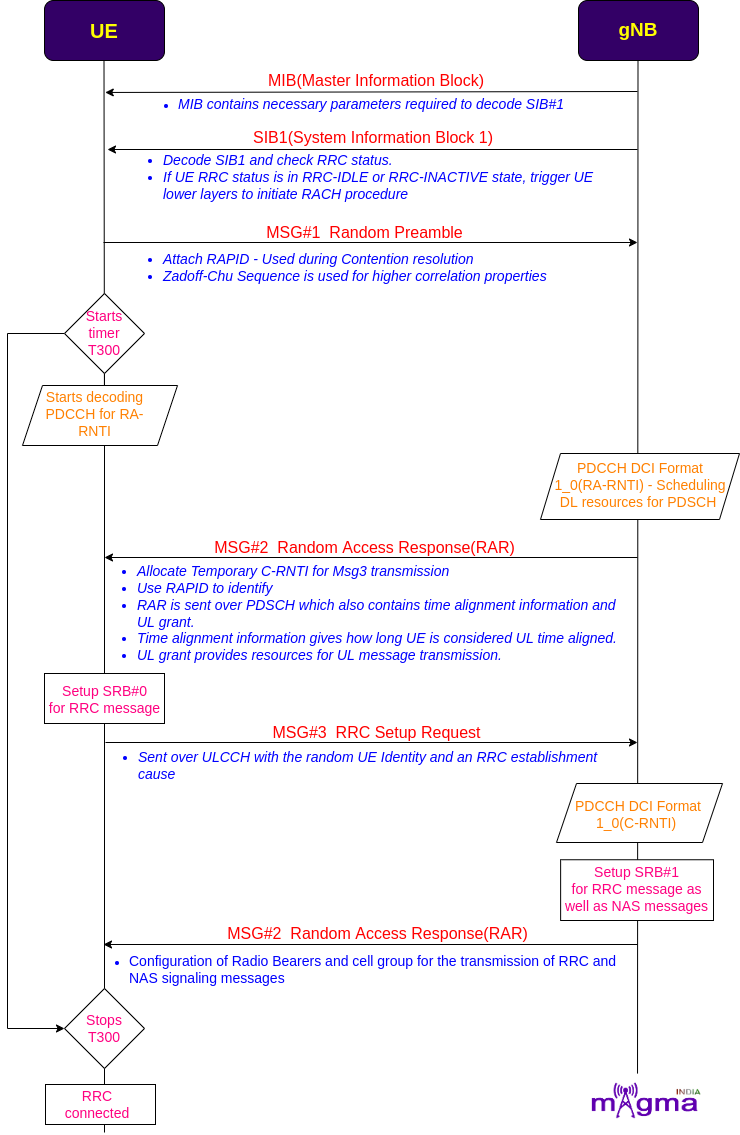 UE
gNB
MIB(Master Information Block)
• MIB contains necessary parameters required to decode SIB#1
SIB1(System Information Block 1)
• Decode SIB1 and check RRC status.
• If UE RRC status is in RRC-IDLE or RRC-INACTIVE state, trigger UE
lower layers to initiate RACH procedure
MSG#1  Random Preamble
• Attach RAPID - Used during Contention resolution
• Zadoff-Chu Sequence is used for higher correlation properties
Starts
timer
T300
Starts decoding
PDCCH for RA-
RNTI
PDCCH DCI Format
1_0(RA-RNTI) - Scheduling
DL resources for PDSCH
MSG#2  Random Access Response(RAR)
• Allocate Temporary C-RNTI for Msg3 transmission
• Use RAPID to identify
• RAR is sent over PDSCH which also contains time alignment information and
UL grant.
• Time alignment information gives how long UE is considered UL time aligned.
• UL grant provides resources for UL message transmission.
Setup SRB#0
for RRC message
MSG#3  RRC Setup Request
• Sent over ULCCH with the random UE Identity and an RRC establishment
cause
PDCCH DCI Format
1_0(C-RNTI)
Setup SRB#1
for RRC message as
well as NAS messages
MSG#2  Random Access Response(RAR)
• Configuration of Radio Bearers and cell group for the transmission of RRC and
NAS signaling messages
Stops
T300
RRC
connected
INDIA
magma